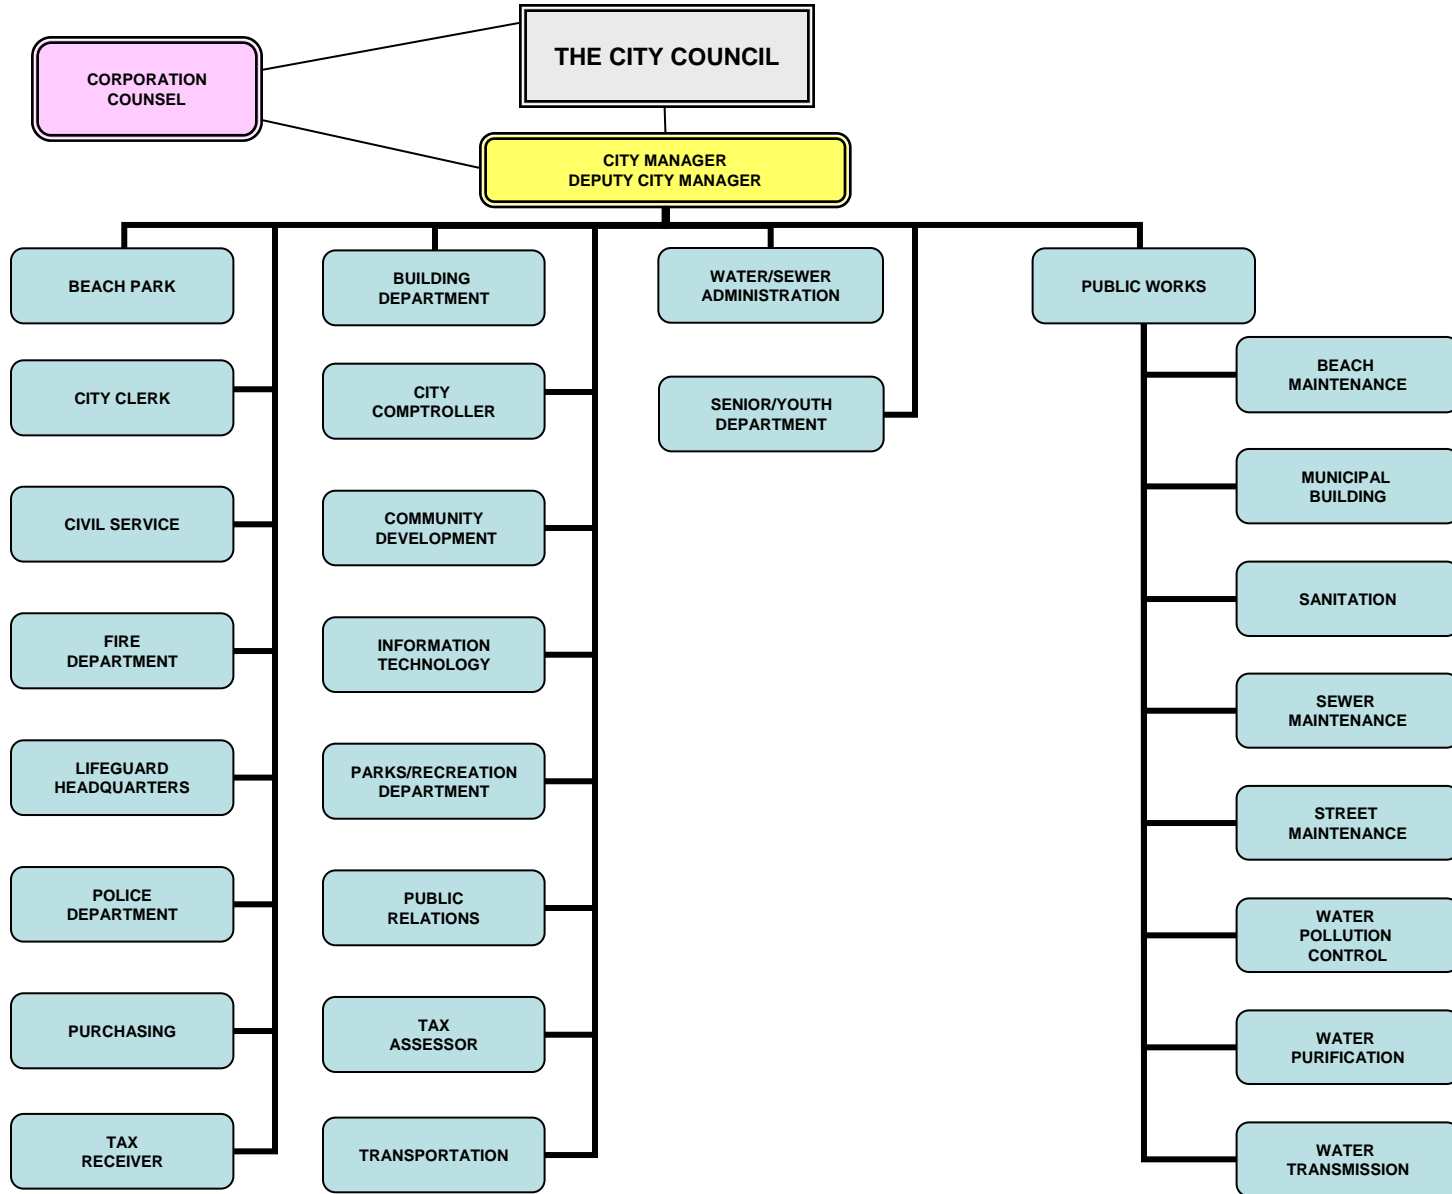 THE CITY COUNCIL
CORPORATION
COUNSEL
CITY MANAGER
DEPUTY CITY MANAGER
BEACH PARK
CITY CLERK
CIVIL SERVICE
FIRE
DEPARTMENT
LIFEGUARD
HEADQUARTERS
POLICE
DEPARTMENT
PURCHASING
TAX
RECEIVER
BUILDING
DEPARTMENT
CITY
COMPTROLLER
COMMUNITY
DEVELOPMENT
INFORMATION
TECHNOLOGY
PARKS/RECREATION
DEPARTMENT
PUBLIC
RELATIONS
TAX
ASSESSOR
TRANSPORTATION
WATER/SEWER
ADMINISTRATION
SENIOR/YOUTH
DEPARTMENT
PUBLIC WORKS
BEACH
MAINTENANCE
MUNICIPAL
BUILDING
SANITATION
SEWER
MAINTENANCE
STREET
MAINTENANCE
WATER
POLLUTION
CONTROL
WATER
PURIFICATION
WATER
TRANSMISSION